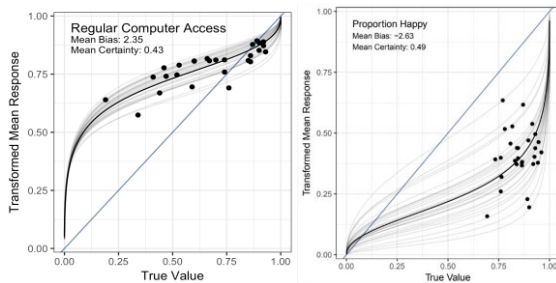 Regular Computer Access
Mean Bias: 2.35
Mean Certainty: 0.43
1.00
0.75
0.50
0.25
0.00
Transformed Mean Response
0.00
0.25
0.50
0.75
1.00
True Value
Proportion Happy
Mean Bias: −2.63
Mean Certainty: 0.49
1.00
0.75
0.50
0.25
0.00
Transformed Mean Response
0.00
0.25
0.50
0.75
1.00
True Value